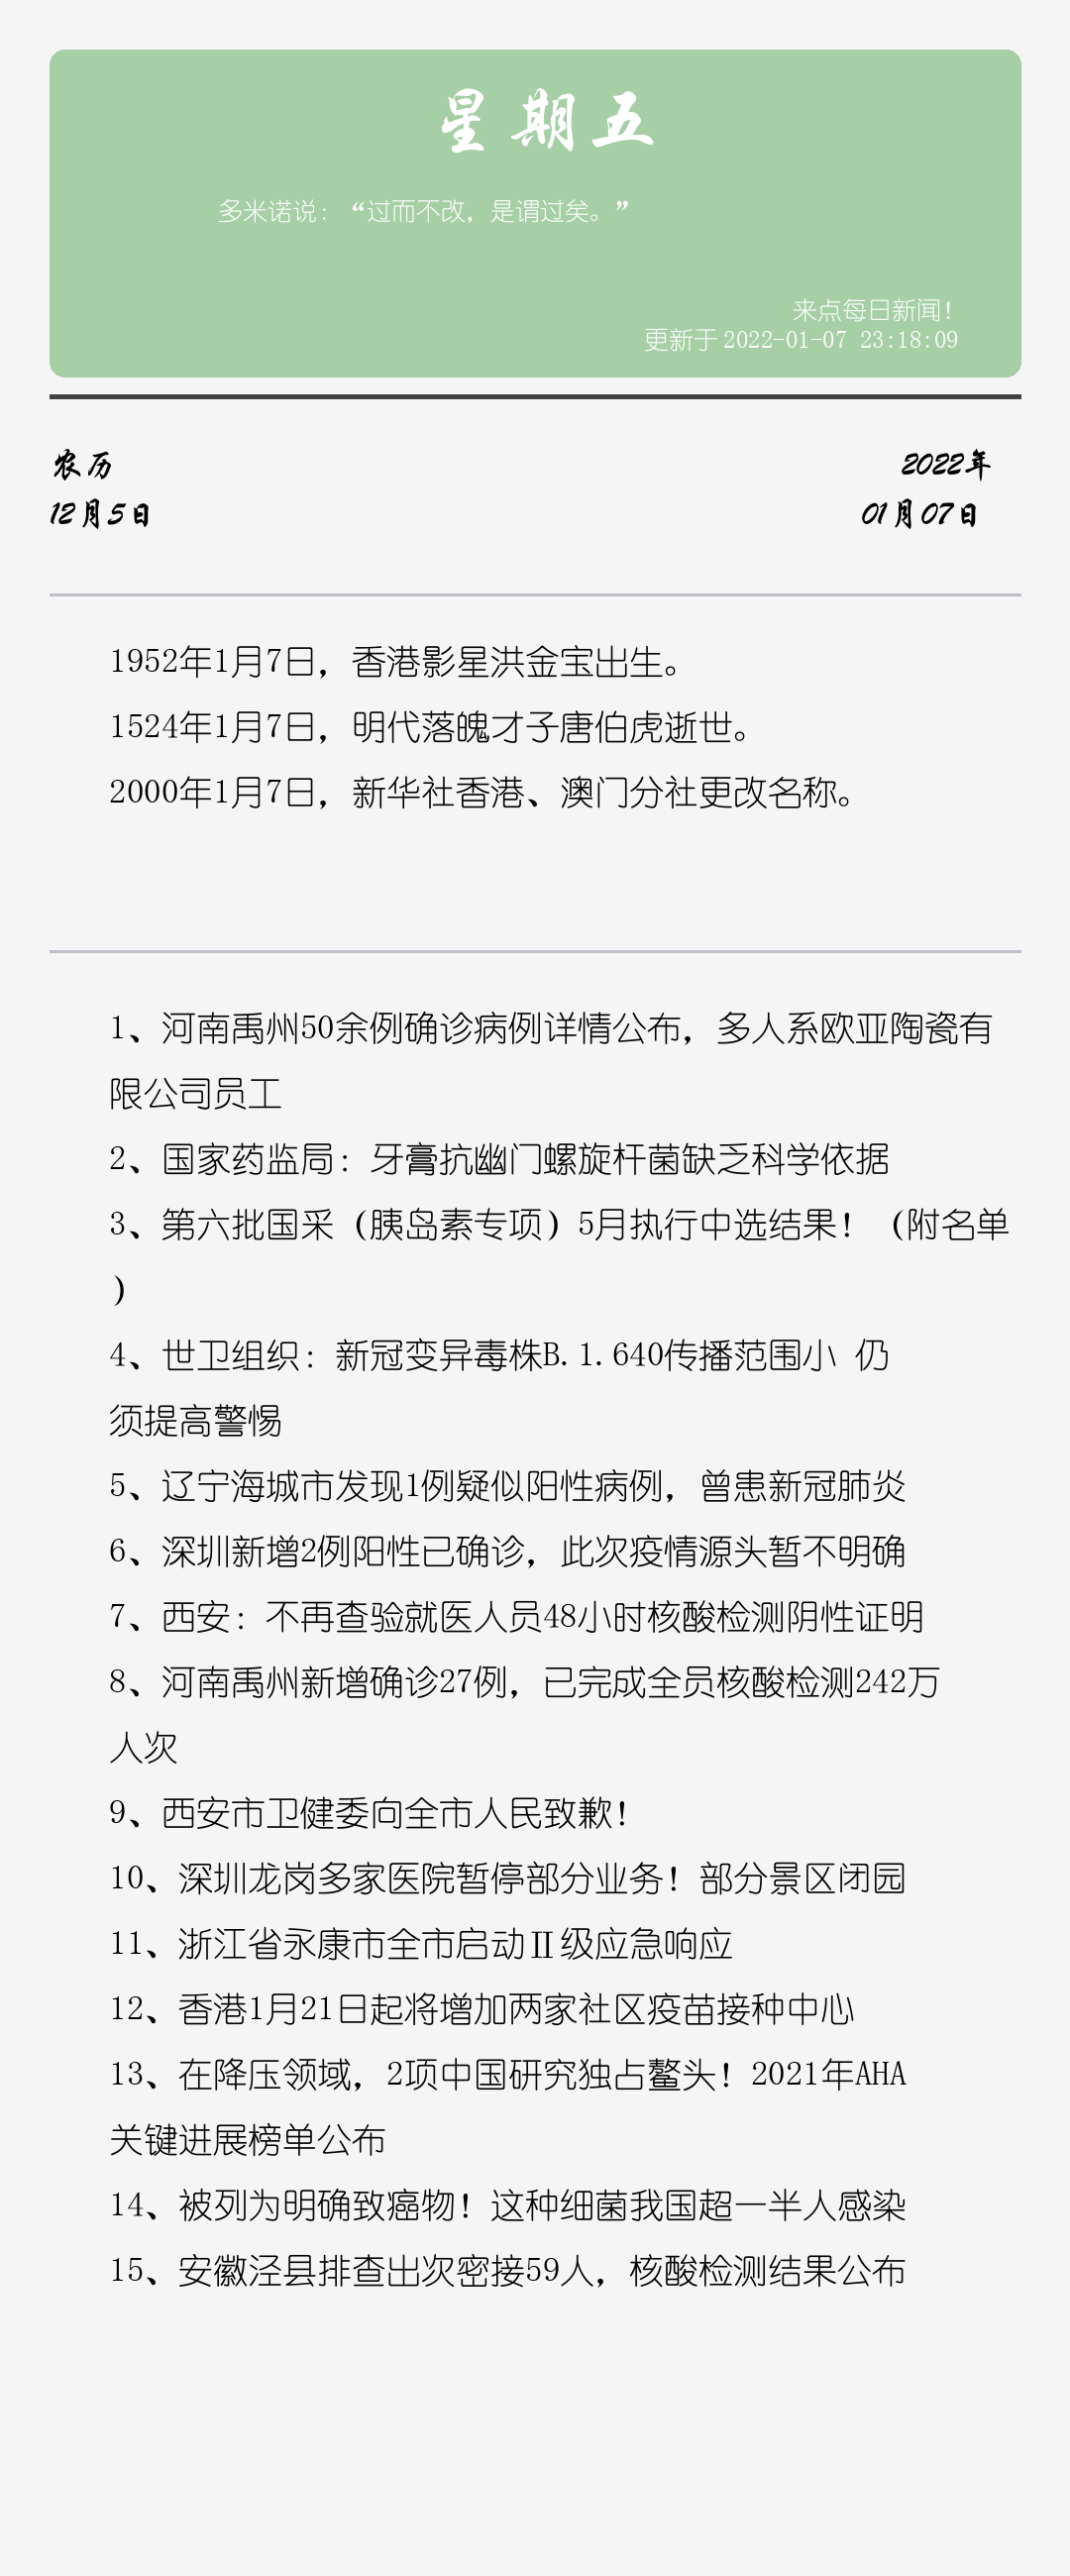 星期五
多米诺说：“过而不改，是谓过矣。”
来点每日新闻！
更新于 2022-01-07 23:18:09
农历
2022年
12月5日
01月07日
1952年1月7日，香港影星洪金宝出生。
1524年1月7日，明代落魄才子唐伯虎逝世。
2000年1月7日，新华社香港、澳门分社更改名称。
1、河南禹州50余例确诊病例详情公布，多人系欧亚陶瓷有
限公司员工
2、国家药监局：牙膏抗幽门螺旋杆菌缺乏科学依据
3、第六批国采（胰岛素专项）5月执行中选结果！（附名单
）
4、世卫组织：新冠变异毒株B.1.640传播范围小 仍
须提高警惕
5、辽宁海城市发现1例疑似阳性病例，曾患新冠肺炎
6、深圳新增2例阳性已确诊，此次疫情源头暂不明确
7、西安：不再查验就医人员48小时核酸检测阴性证明
8、河南禹州新增确诊27例，已完成全员核酸检测242万
人次
9、西安市卫健委向全市人民致歉！
10、深圳龙岗多家医院暂停部分业务！部分景区闭园
11、浙江省永康市全市启动Ⅱ级应急响应
12、香港1月21日起将增加两家社区疫苗接种中心
13、在降压领域，2项中国研究独占鳌头！2021年AHA
关键进展榜单公布
14、被列为明确致癌物！这种细菌我国超一半人感染
15、安徽泾县排查出次密接59人，核酸检测结果公布